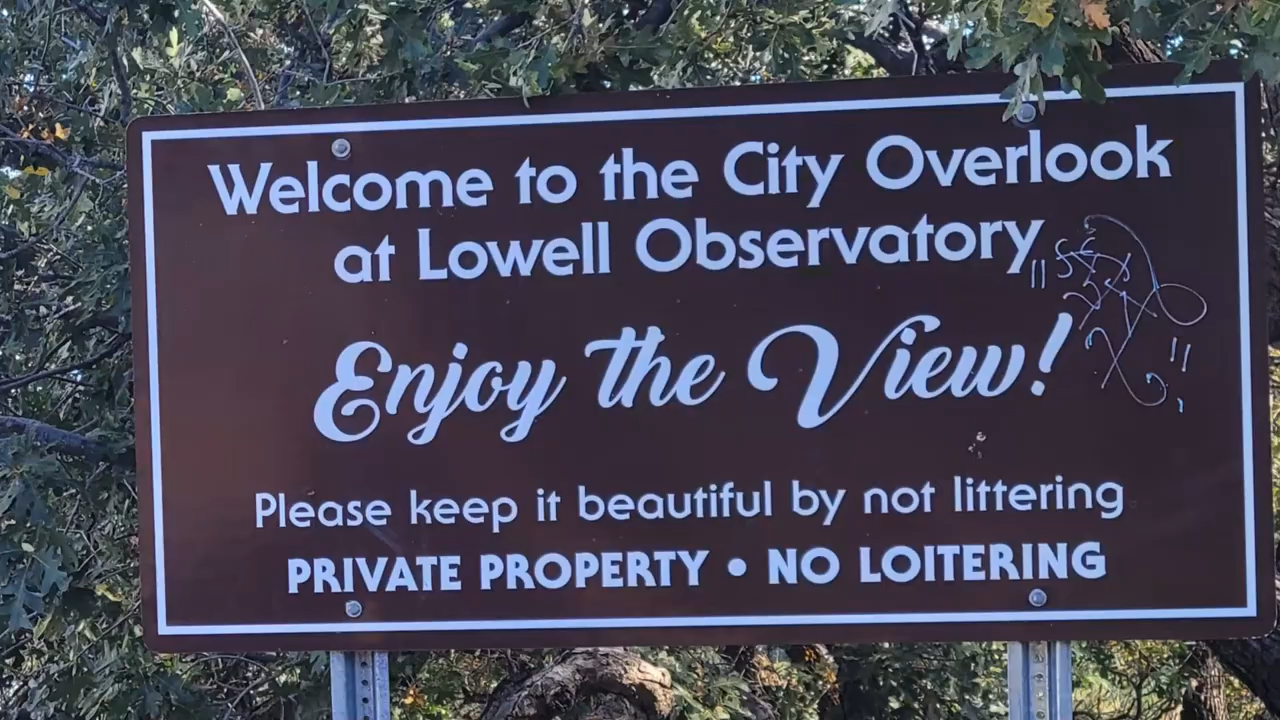 Welcome to the City Overlook
at Lowell Observatory
Enjoy the View!
Please keep it beautiful by not littering
PRIVATE PROPERTY • NO LOITERING